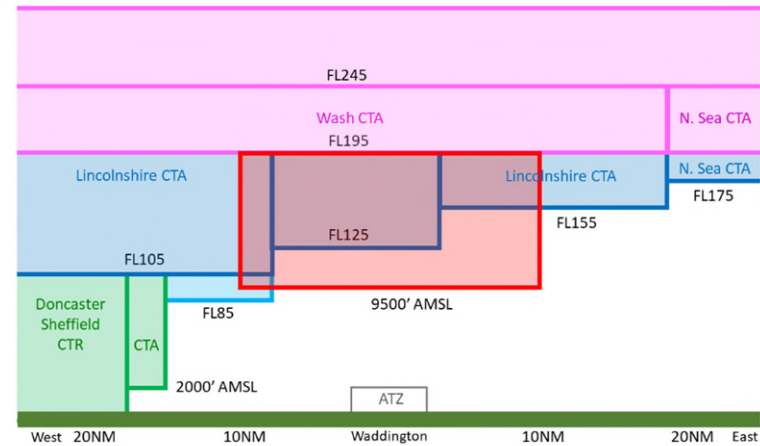 FL245
Wash CTA
N. Sea CTA
FL195
Lincolnshire CTA
Lincolnshire CTA
N. Sea CTA
FL175
FL155
FL125
FL105
Doncaster
Sheffield
CTR
CTA
FL85
9500’ AMSL
2000’ AMSL
ATZ
West 20NM 10NM Waddington 10NM 20NM East